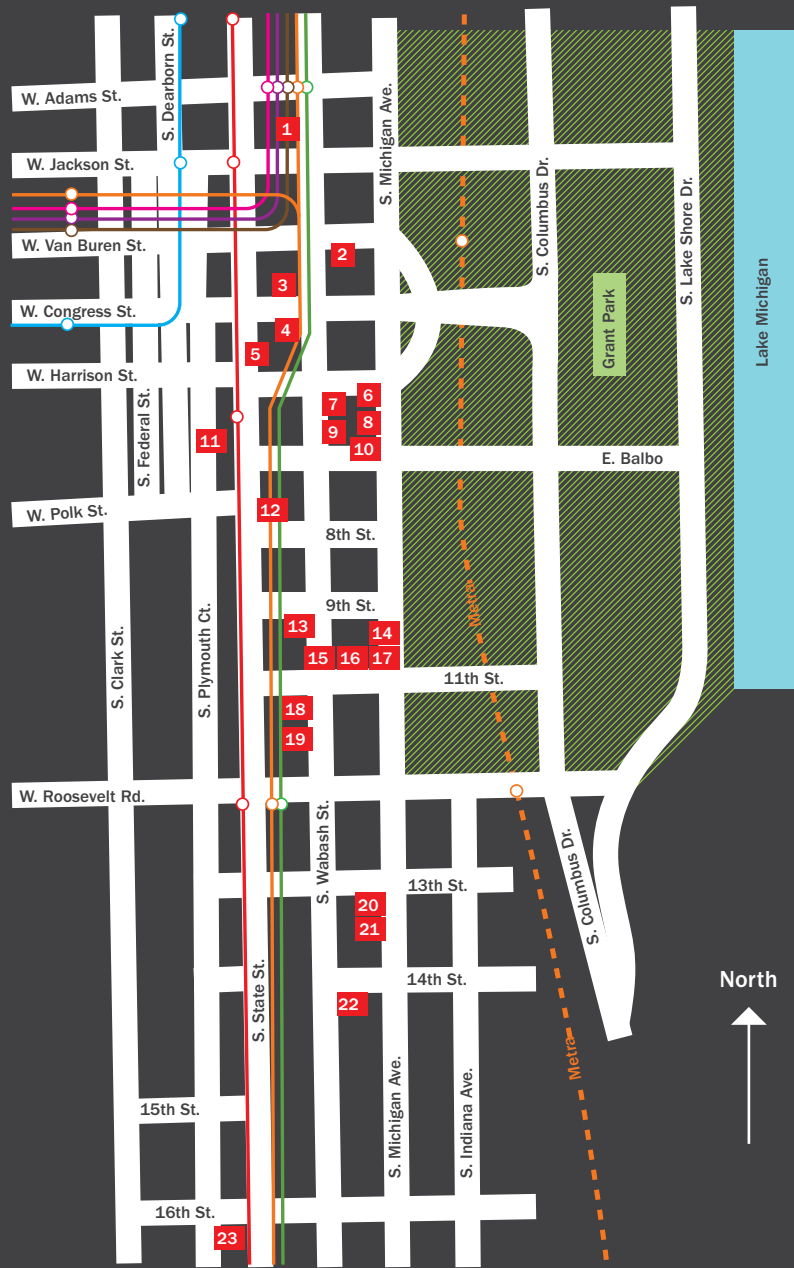 S. Dearborn St.
W. Adams St.
S. Michigan Ave.
1
W. Jackson St.
S. Columbus Dr.
S. Lake Shore Dr.
W. Van Buren St.
2
3
Grant Park
Lake Michigan
W. Congress St.
4
5
W. Harrison St.
S. Federal St.
6
7
8
9
10
11
E. Balbo
W. Polk St.
12
8th St.
Metra
9th St.
13
14
15
16
17
S. Clark St.
S. Plymouth Ct.
11th St.
18
19
W. Roosevelt Rd.
S. Wabash St.
S. Columbus Dr.
13th St.
20
21
S. State St.
14th St.
North
22
Metra
S. Michigan Ave.
S. Indiana Ave.
15th St.
16th St.
23